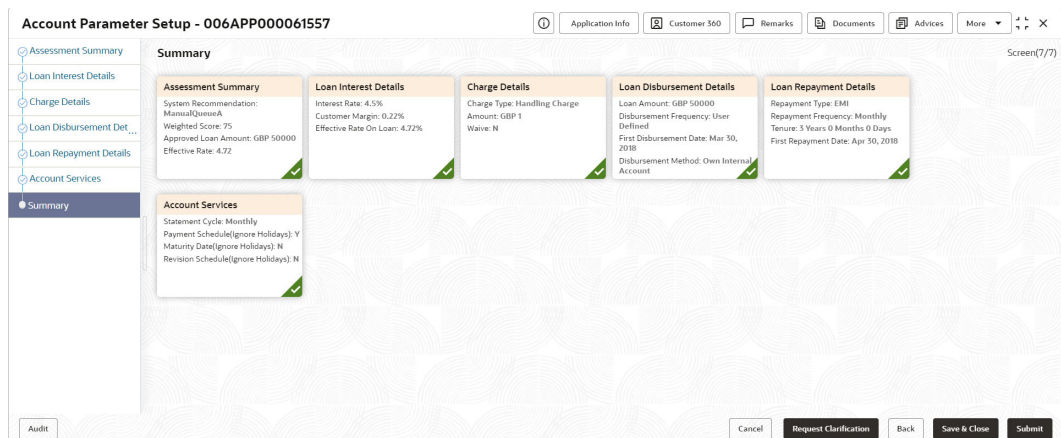 Account Parameter Setup - 006APP000061557
Application Info
Customer 360
Remarks
Documents
Advices
More
Assessment Summary
Loan Interest Details
Charge Details
Loan Disbursement Det...
Loan Repayment Details
Account Services
Summary
Summary
Screen(7/7)
Assessment Summary
System Recommendation:
ManualQueueA
Weighted Score: 75
Approved Loan Amount: GBP 50000
Effective Rate: 4.72
Loan Interest Details
Interest Rate: 4.5%
Customer Margin: 0.22%
Effective Rate On Loan: 4.72%
Charge Details
Charge Type: Handling Charge
Amount: GBP 1
Waive: N
Loan Disbursement Details
Loan Amount: GBP 50000
Disbursement Frequency: User
Defined
First Disbursement Date: Mar 30,
2018
Disbursement Method: Own Internal
Account
Loan Repayment Details
Repayment Type: EMI
Repayment Frequency: Monthly
Tenure: 3 Years 0 Months 0 Days
First Repayment Date: Apr 30, 2018
Account Services
Statement Cycle: Monthly
Payment Schedule(Ignore Holidays): Y
Maturity Date(Ignore Holidays): N
Revision Schedule(Ignore Holidays): N
Audit
Cancel
Request Clarification
Back
Save & Close
Submit